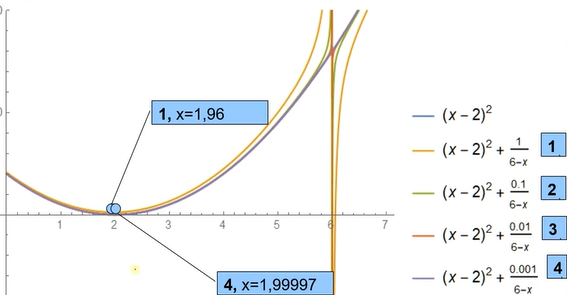 0
0
1, x=1,96
1
2
3
4
5
6
7
4, x=1,99997
(x − 2)²
(x − 2)² + 1/(6−x) 1
(x − 2)² + 0.1/(6−x) 2
(x − 2)² + 0.01/(6−x) 3
(x − 2)² + 0.001/(6−x) 4